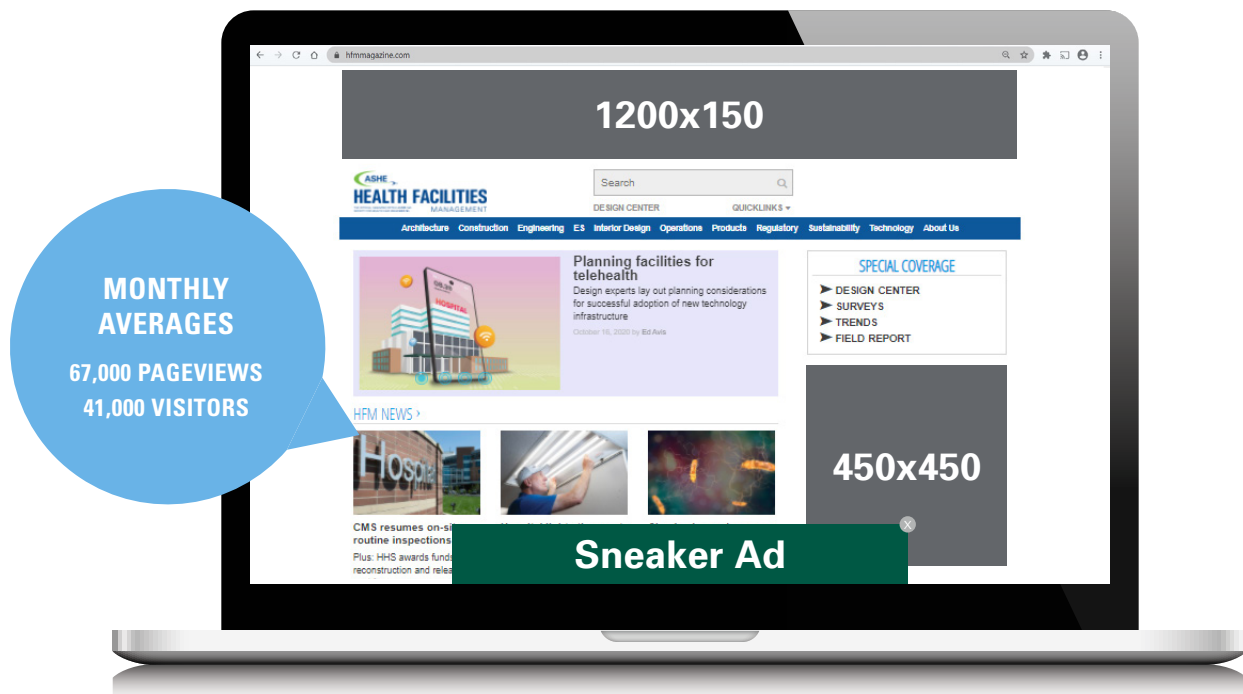 hfmmagazine.com
1200x150
ASHE
HEALTH FACILITIES
MANAGEMENT
Search
DESIGN CENTER
QUICKLINKS
Architecture Construction Engineering ES Interior Design Operations Products Regulatory Sustainability Technology About Us
MONTHLY
AVERAGES
67,000 PAGEVIEWS
41,000 VISITORS
08:30
HOSPITAL
Planning facilities for
telehealth
Design experts lay out planning considerations
for successful adoption of new technology
infrastructure
October 16, 2020 by Ed Avis
SPECIAL COVERAGE
DESIGN CENTER
SURVEYS
TRENDS
FIELD REPORT
HFM NEWS >
Hospital
450x450
CMS resumes on-si
routine inspections
Plus: HHS awards funds
reconstruction and relea
X
Sneaker Ad